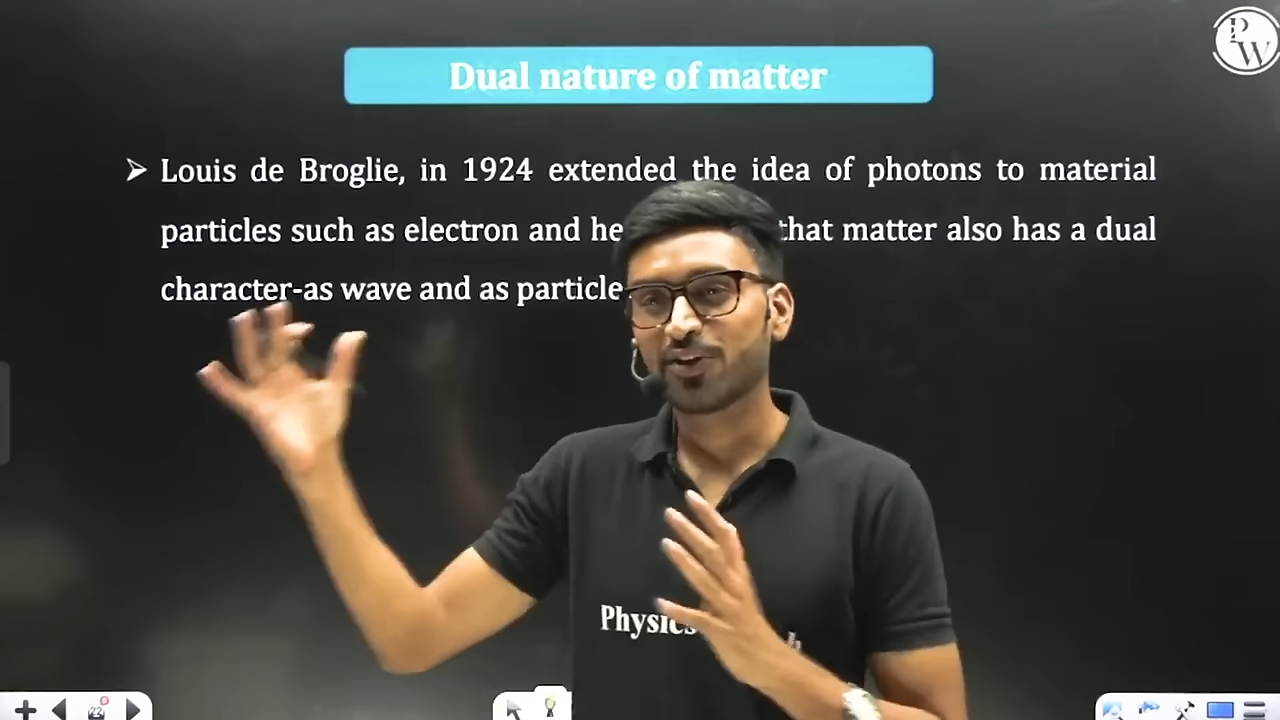 P
W
Dual nature of matter
➢ Louis de Broglie, in 1924 extended the idea of photons to material
particles such as electron and he that matter also has a dual
character-as wave and as particle
Physics
22